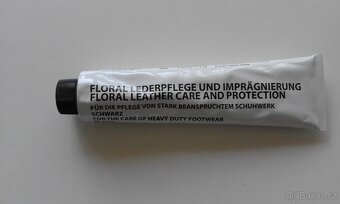 FLORAL LEDERPFLEGE UND IMPRÄGNIERUNG
FLORAL LEATHER CARE AND PROTECTION
FÜR DIE PFLEGE VON STARK BEANSPRUCHTEM SCHUHWERK
SCHWARZ
FOR THE CARE OF HEAVY DUTY FOOTWEAR